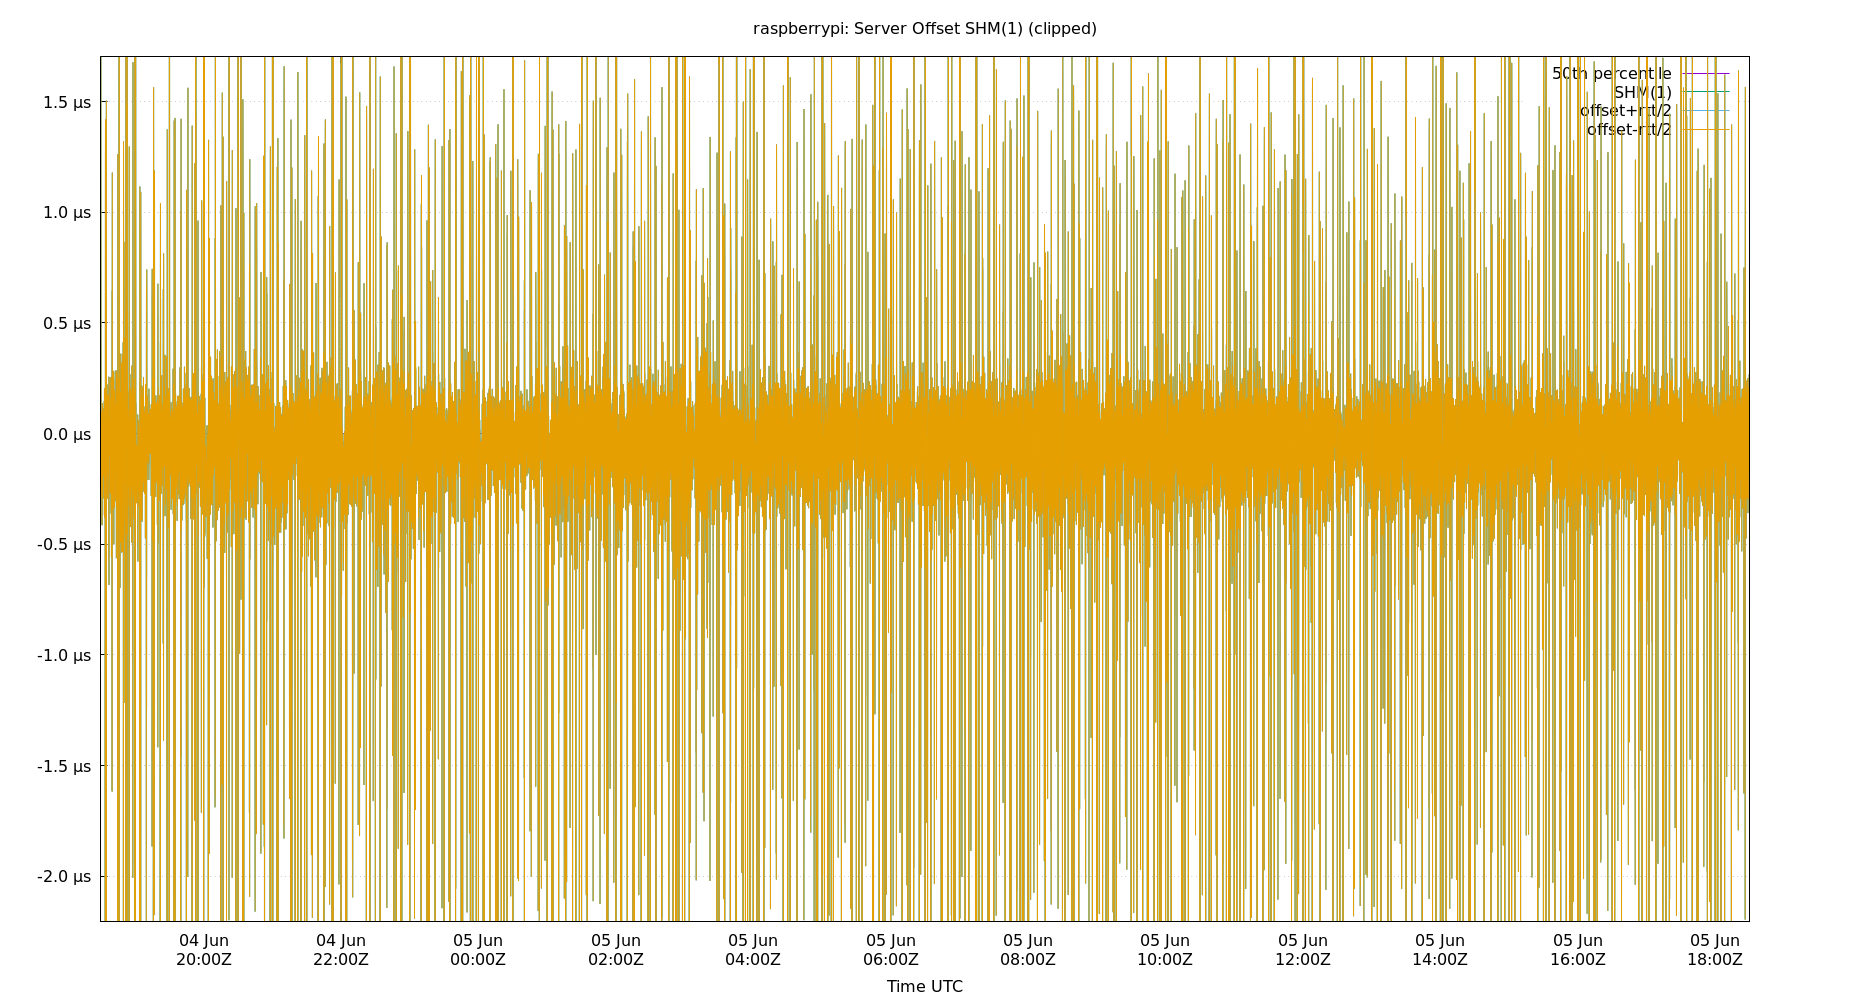 raspberrypi: Server Offset SHM(1) (clipped)
50th percentile
SHM(1)
offset+rtt/2
offset-rtt/2
1.5 µs
1.0 µs
0.5 µs
0.0 µs
-0.5 µs
-1.0 µs
-1.5 µs
-2.0 µs
04 Jun 04 Jun 05 Jun 05 Jun 05 Jun 05 Jun 05 Jun 05 Jun 05 Jun 05 Jun 05 Jun 05 Jun
20:00Z 22:00Z 00:00Z 02:00Z 04:00Z 06:00Z 08:00Z 10:00Z 12:00Z 14:00Z 16:00Z 18:00Z
Time UTC